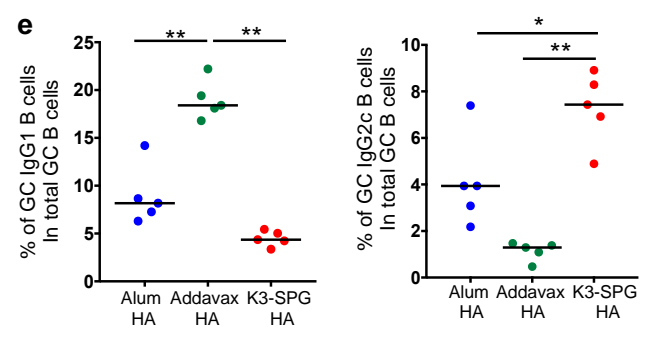 e
% of GC IgG1 B cells
In total GC B cells
25
20
15
10
5
0
** **
Alum Addavax K3-SPG
HA HA HA
% of GC IgG2c B cells
In total GC B cells
10
8
6
4
2
0
*
**
Alum Addavax K3-SPG
HA HA HA